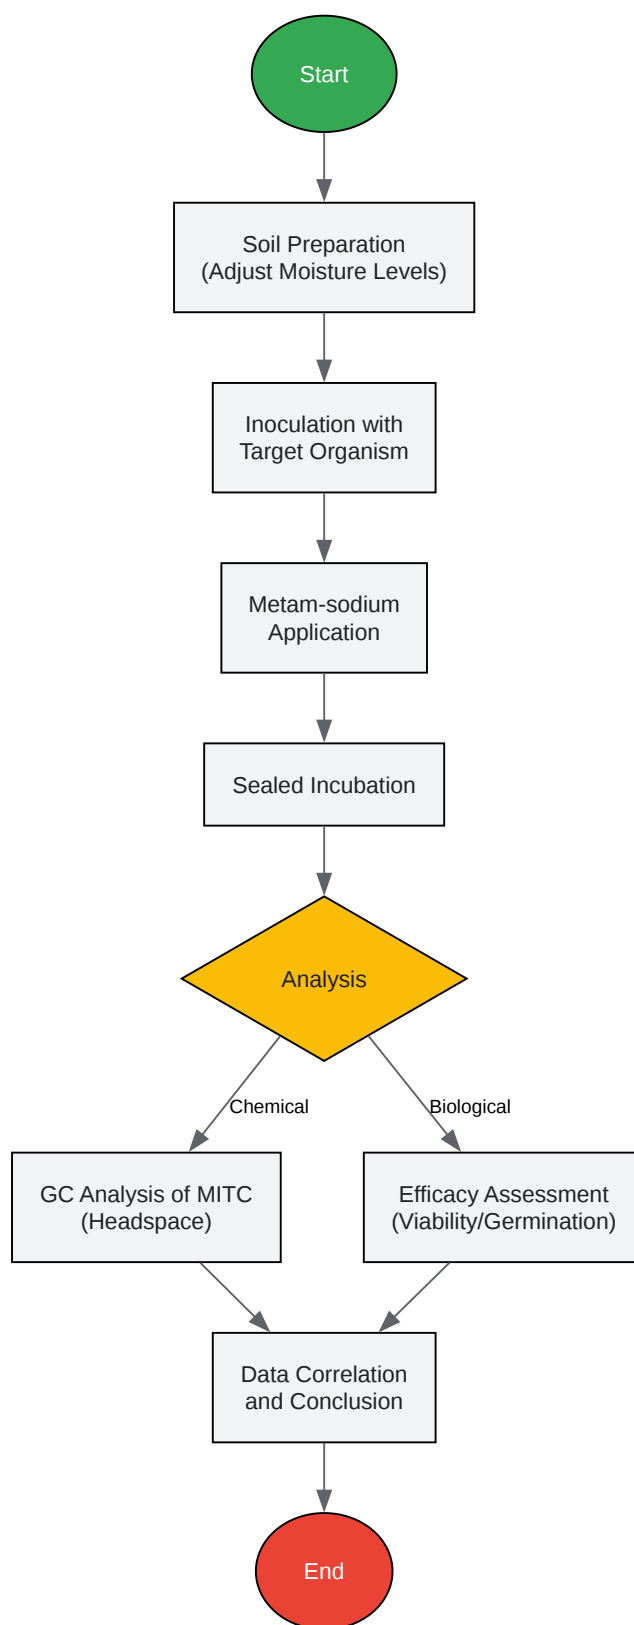 Start
Soil Preparation
(Adjust Moisture Levels)
Inoculation with
Target Organism
Metam-sodium
Application
Sealed Incubation
Analysis
Chemical
Biological
GC Analysis of MITC
(Headspace)
Efficacy Assessment
(Viability/Germination)
Data Correlation
and Conclusion
End